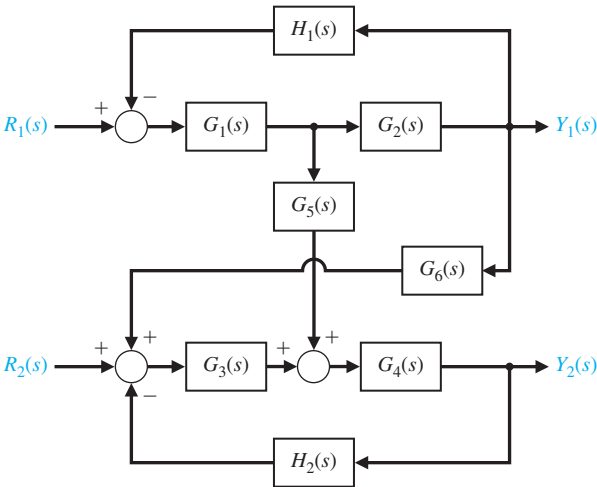 H₁(s)
+ −
R₁(s) G₁(s) G₂(s) Y₁(s)
G₅(s)
G₆(s)
+ + + +
R₂(s) G₃(s) G₄(s) Y₂(s)
−
H₂(s)